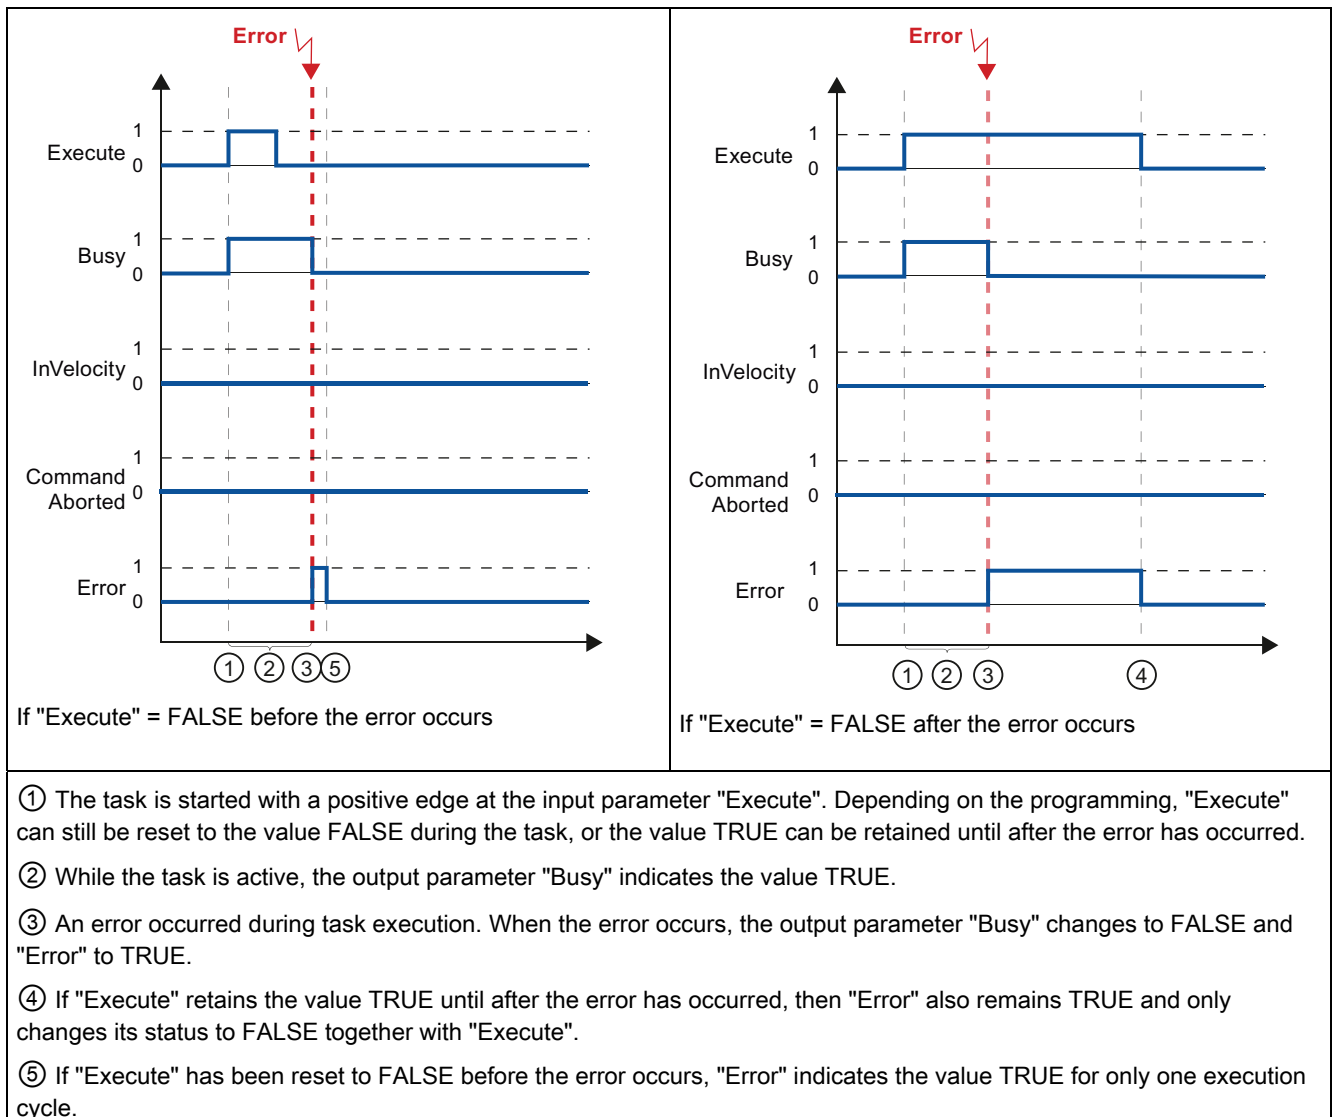 Error
1
Execute
0
1
Busy
0
1
InVelocity
0
1
Command
0
Aborted
1
Error
0
① ② ③ ⑤
If "Execute" = FALSE before the error occurs
Error
1
Execute
0
1
Busy
0
1
InVelocity
0
1
Command
0
Aborted
1
Error
0
① ② ③ ④
If "Execute" = FALSE after the error occurs
① The task is started with a positive edge at the input parameter "Execute". Depending on the programming, "Execute"
can still be reset to the value FALSE during the task, or the value TRUE can be retained until after the error has occurred.
② While the task is active, the output parameter "Busy" indicates the value TRUE.
③ An error occurred during task execution. When the error occurs, the output parameter "Busy" changes to FALSE and
"Error" to TRUE.
④ If "Execute" retains the value TRUE until after the error has occurred, then "Error" also remains TRUE and only
changes its status to FALSE together with "Execute".
⑤ If "Execute" has been reset to FALSE before the error occurs, "Error" indicates the value TRUE for only one execution
cycle.